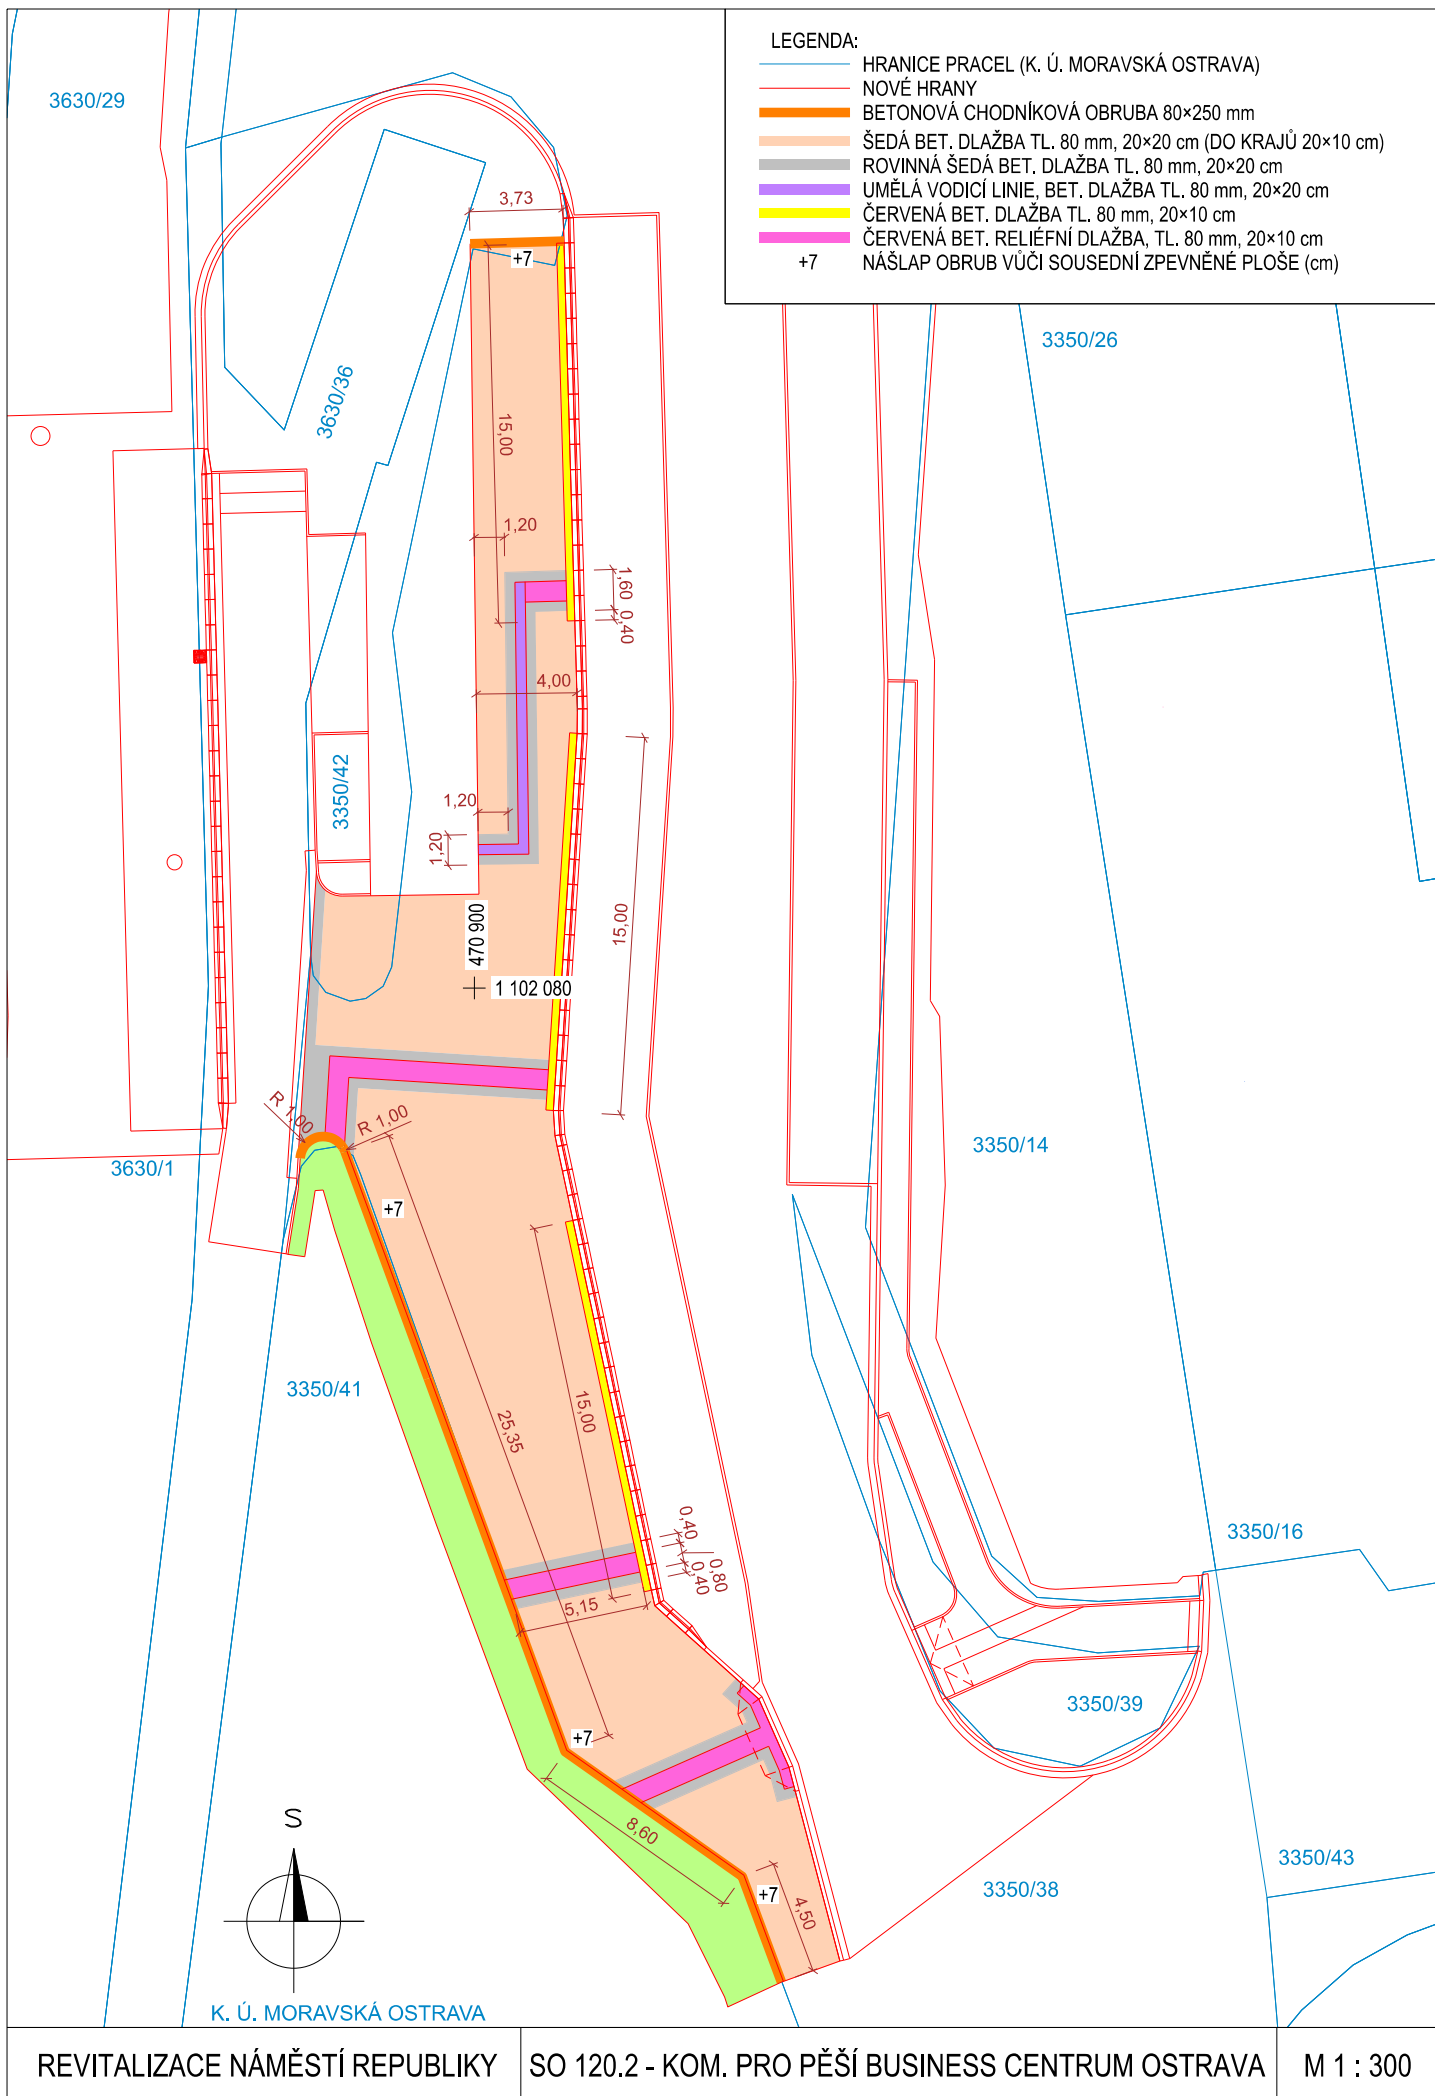 LEGENDA:
HRANICE PRACEL (K. Ú. MORAVSKÁ OSTRAVA)
NOVÉ HRANY
BETONOVÁ CHODNÍKOVÁ OBRUBA 80×250 mm
ŠEDÁ BET. DLAŽBA TL. 80 mm, 20×20 cm (DO KRAJŮ 20×10 cm)
ROVINNÁ ŠEDÁ BET. DLAŽBA TL. 80 mm, 20×20 cm
UMĚLÁ VODICÍ LINIE, BET. DLAŽBA TL. 80 mm, 20×20 cm
ČERVENÁ BET. DLAŽBA TL. 80 mm, 20×10 cm
ČERVENÁ BET. RELIÉFNÍ DLAŽBA, TL. 80 mm, 20×10 cm
+7 NÁŠLAP OBRUB VŮČI SOUSEDNÍ ZPEVNĚNÉ PLOŠE (cm)
3630/29
3,73
+7
3350/26
3630/36
15,00
1,20
1,60
0,40
4,00
3350/42
1,20
1,20
15,00
470 900
1 102 080
R 1,00
R 1,00
3630/1
3350/14
+7
3350/41
25,35
15,00
0,40
0,80
0,40
3350/16
5,15
3350/39
+7
S
8,60
3350/43
+7
4,50
3350/38
K. Ú. MORAVSKÁ OSTRAVA
REVITALIZACE NÁMĚSTÍ REPUBLIKY
SO 120.2 - KOM. PRO PĚŠÍ BUSINESS CENTRUM OSTRAVA
M 1 : 300